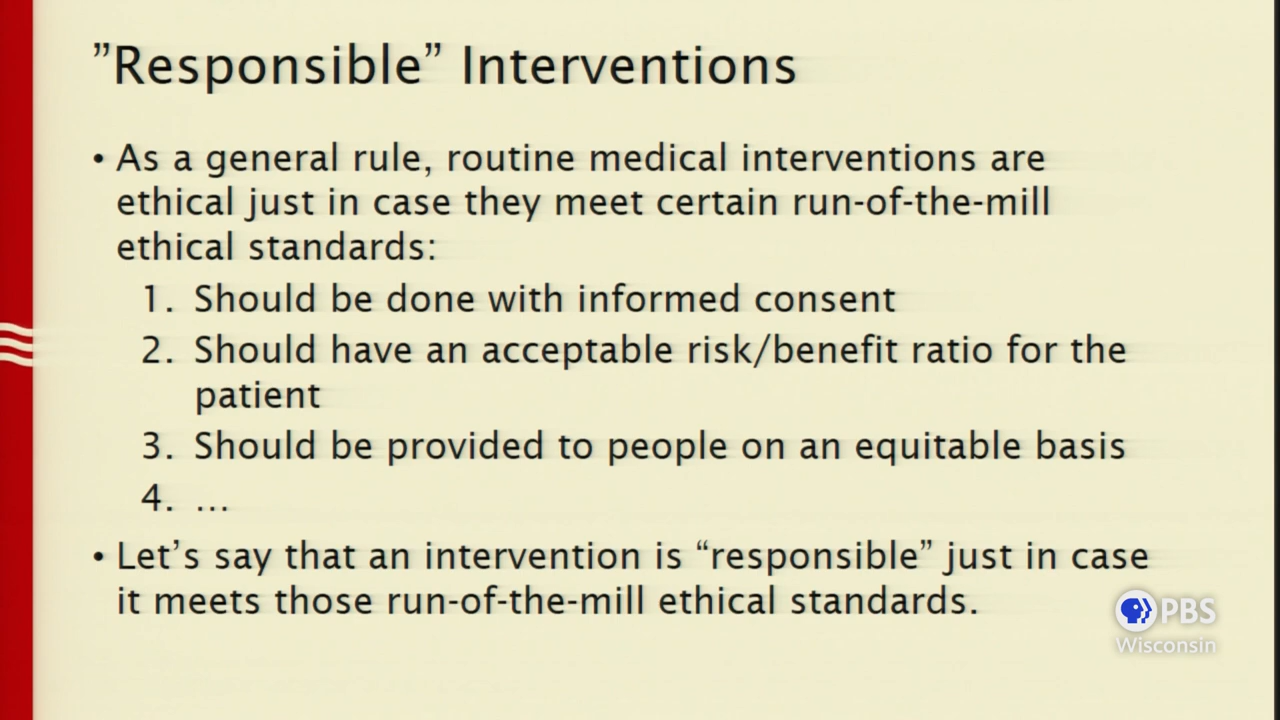 ”Responsible” Interventions
• As a general rule, routine medical interventions are
ethical just in case they meet certain run-of-the-mill
ethical standards:
1. Should be done with informed consent
2. Should have an acceptable risk/benefit ratio for the
patient
3. Should be provided to people on an equitable basis
4. …
• Let’s say that an intervention is “responsible” just in case
it meets those run-of-the-mill ethical standards.
PBS
Wisconsin